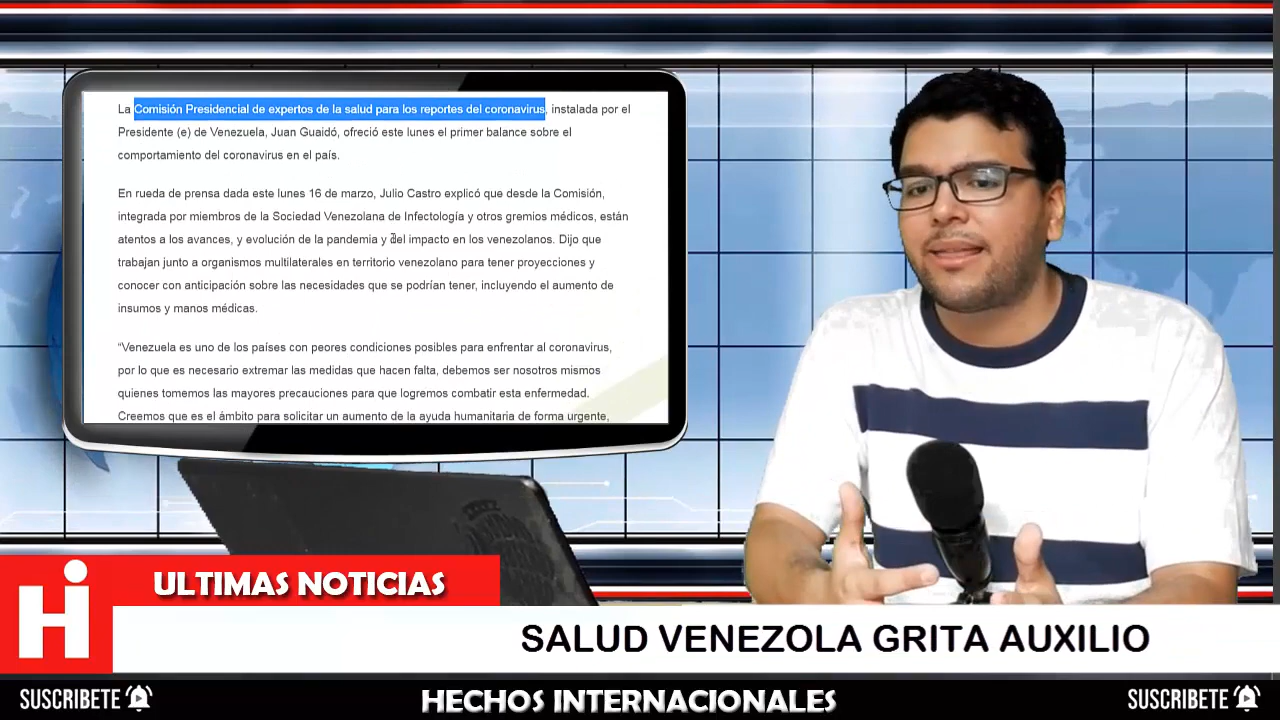 La Comisión Presidencial de expertos de la salud para los reportes del coronavirus, instalada por el
Presidente (e) de Venezuela, Juan Guaidó, ofreció este lunes el primer balance sobre el
comportamiento del coronavirus en el país.
En rueda de prensa dada este lunes 16 de marzo, Julio Castro explicó que desde la Comisión,
integrada por miembros de la Sociedad Venezolana de Infectología y otros gremios médicos, están
atentos a los avances, y evolución de la pandemia y del impacto en los venezolanos. Dijo que
trabajan junto a organismos multilaterales en territorio venezolano para tener proyecciones y
conocer con anticipación sobre las necesidades que se podrían tener, incluyendo el aumento de
insumos y manos médicas.
“Venezuela es uno de los países con peores condiciones posibles para enfrentar al coronavirus,
por lo que es necesario extremar las medidas que hacen falta, debemos ser nosotros mismos
quienes tomemos las mayores precauciones para que logremos combatir esta enfermedad.
Creemos que es el ámbito para solicitar un aumento de la ayuda humanitaria de forma urgente,
Hi
ULTIMAS NOTICIAS
SALUD VENEZOLA GRITA AUXILIO
SUSCRIBETE
HECHOS INTERNACIONALES
SUSCRIBETE